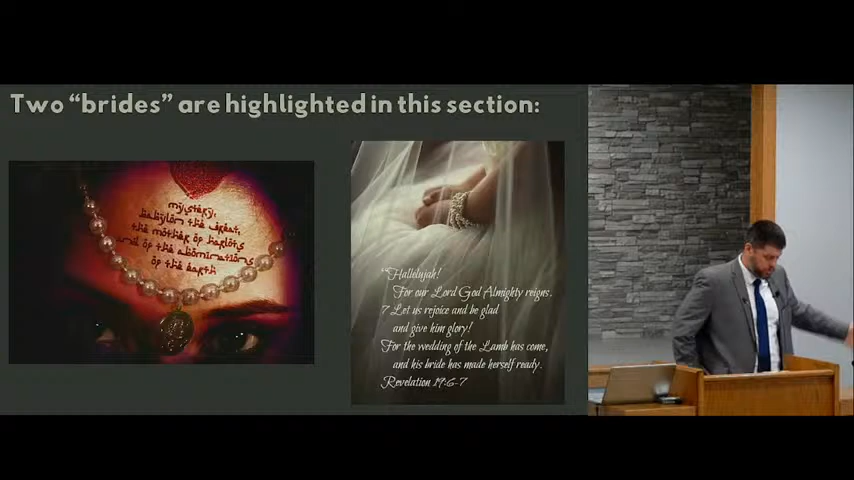 Two “brides” are highlighted in this section:
mystery,
babylon the great,
the mother of harlots
and of the abominations
of the earth
“Hallelujah!
For our Lord God Almighty reigns.
7 Let us rejoice and be glad
and give him glory!
For the wedding of the Lamb has come,
and his bride has made herself ready.
Revelation 19:6-7